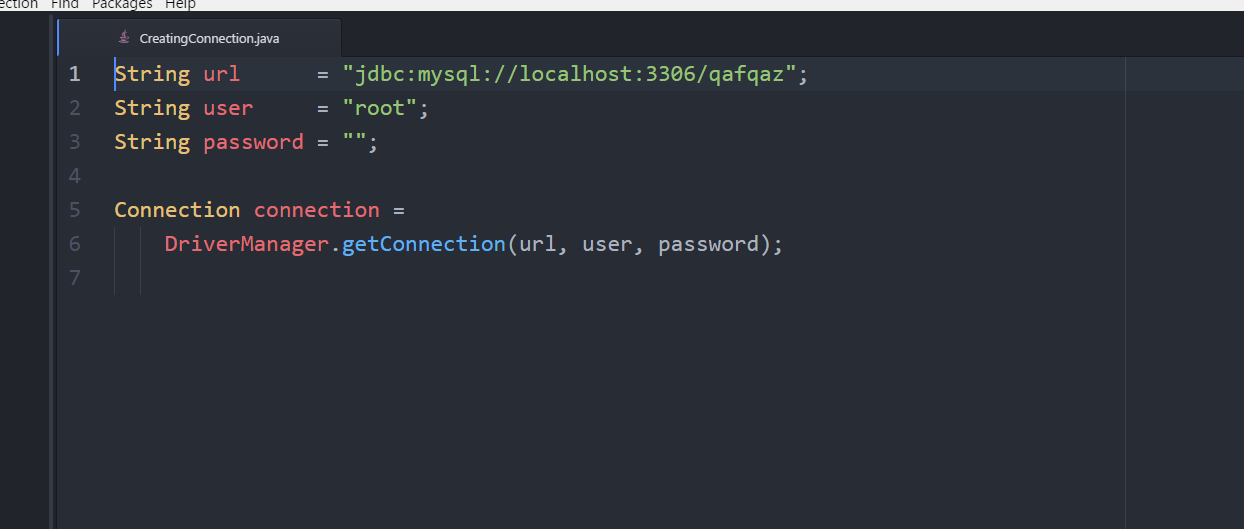 ection Find Packages Help
CreatingConnection.java
1 String url      = "jdbc:mysql://localhost:3306/qafqaz";
2 String user     = "root";
3 String password = "";
4
5 Connection connection =
6     DriverManager.getConnection(url, user, password);
7